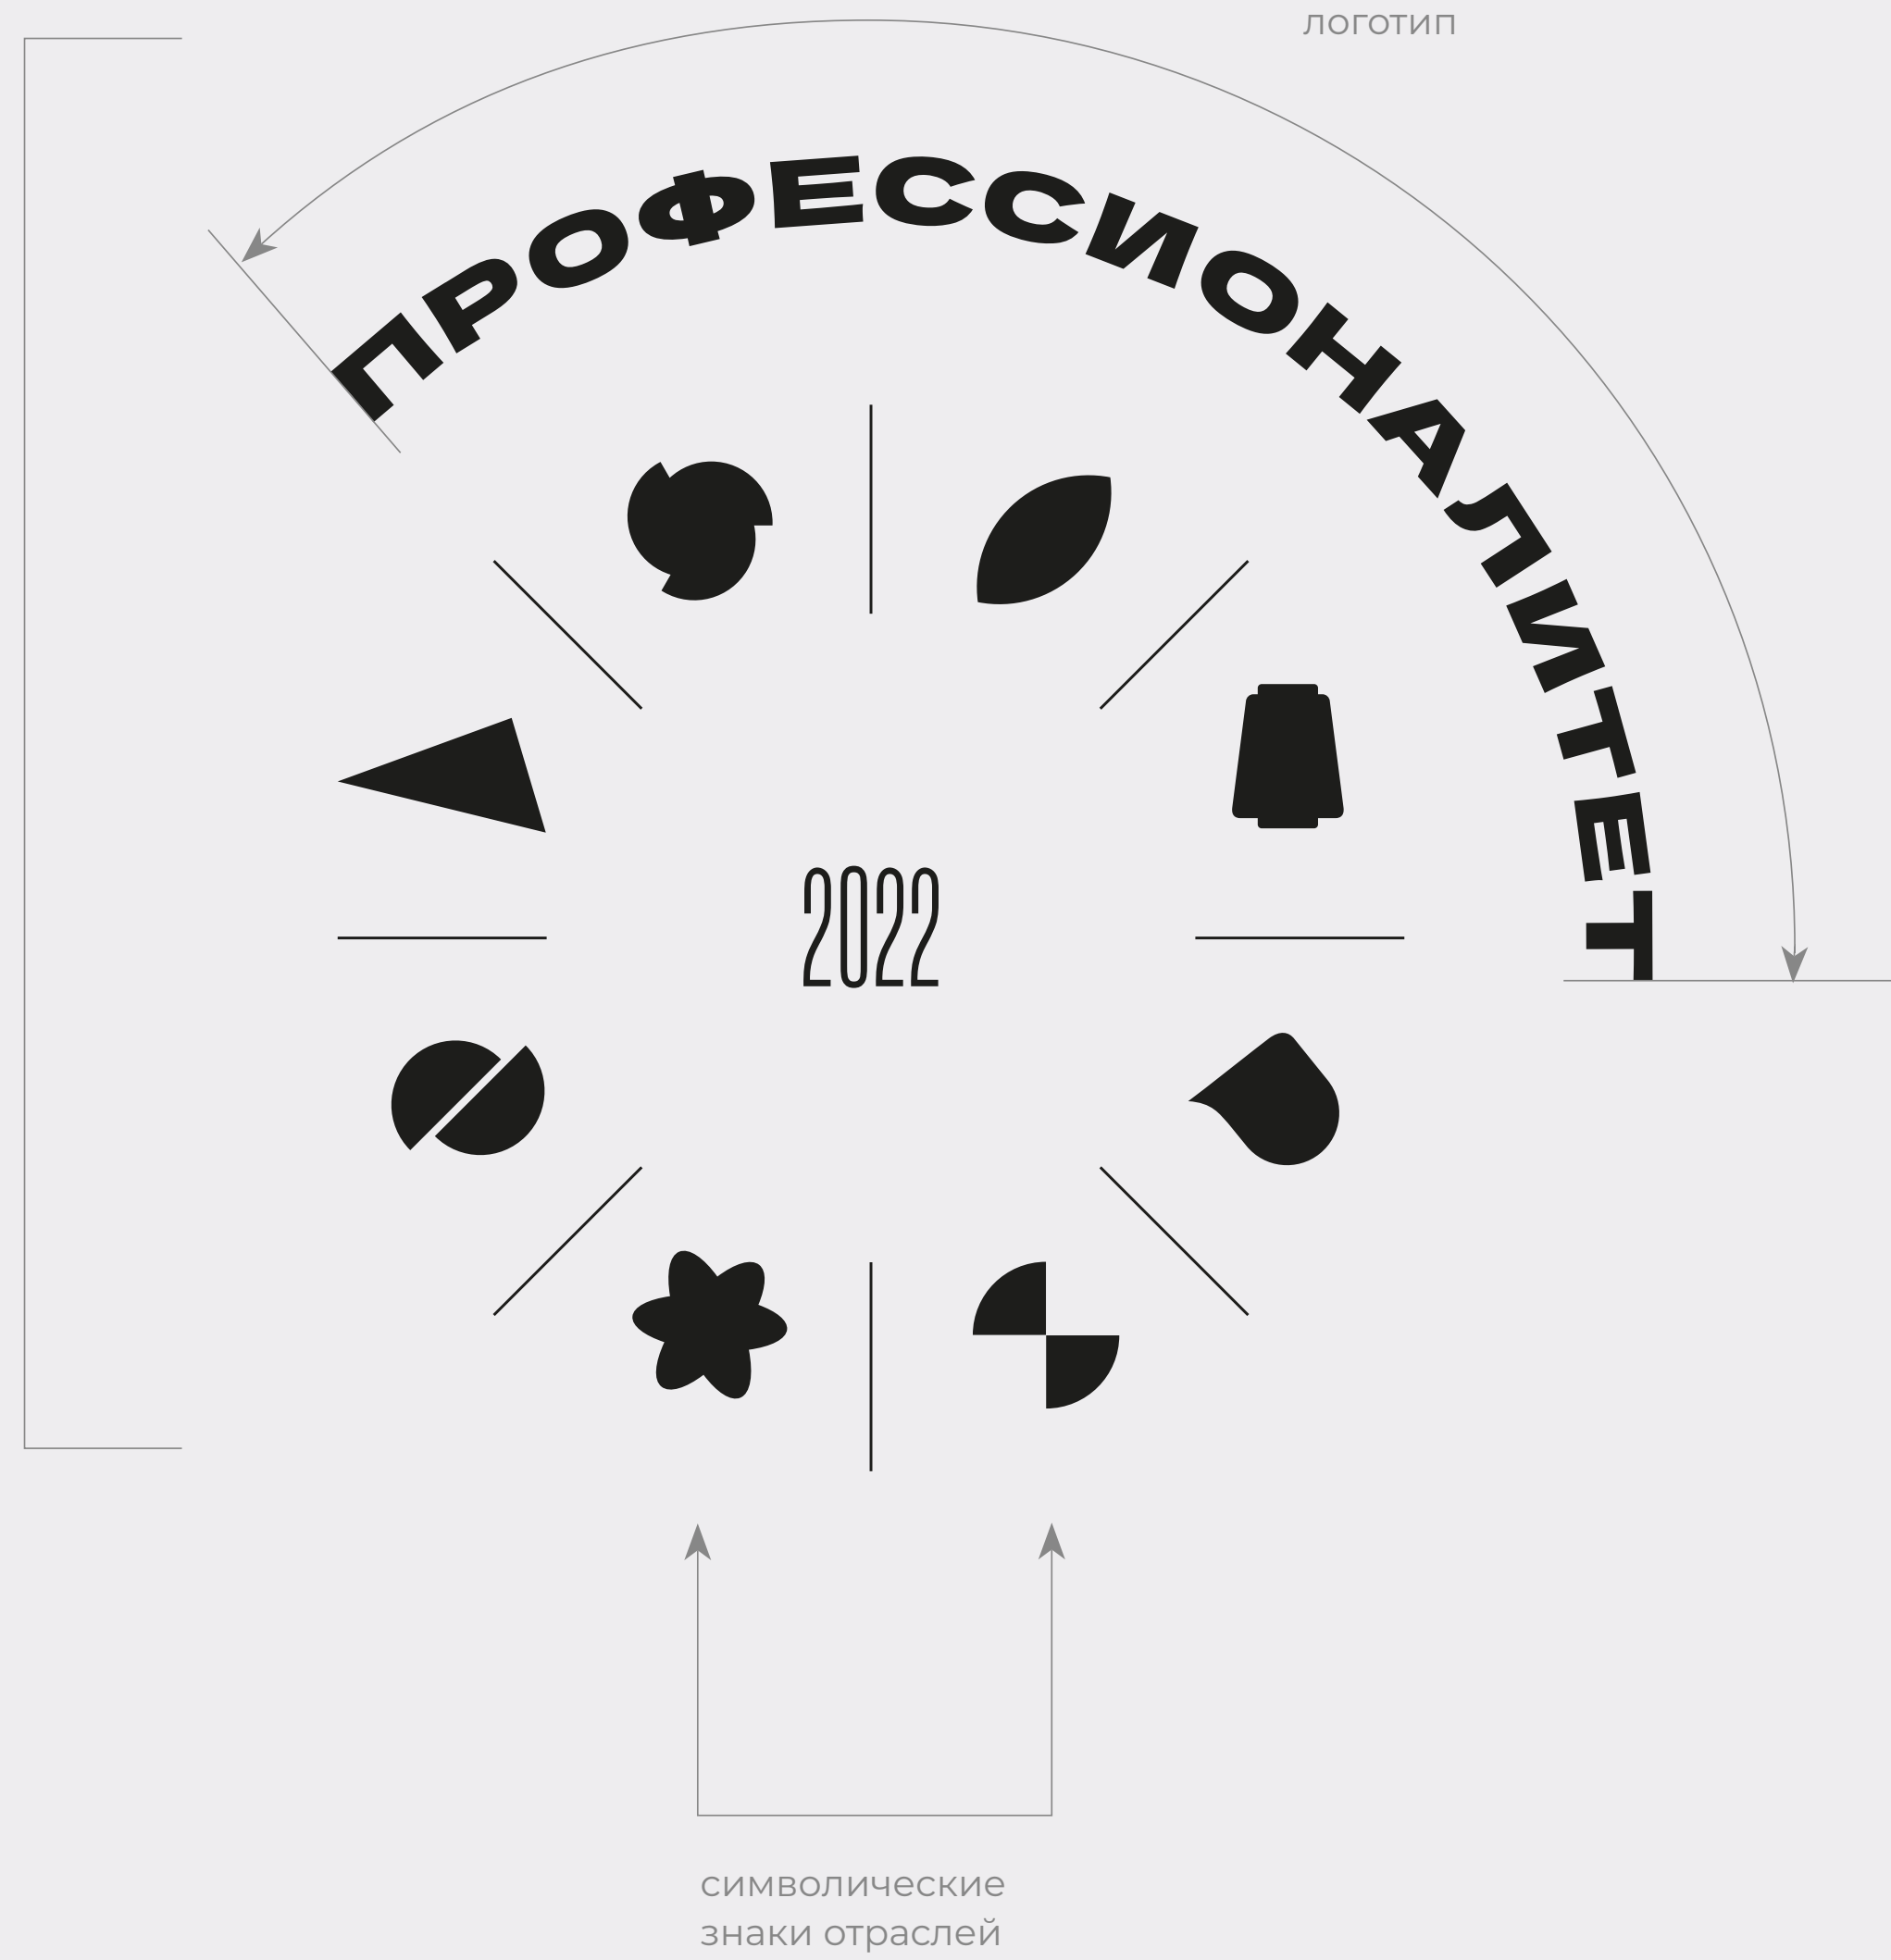 логотип
ПРОФЕССИОНАЛИТЕТ
2022
символические
знаки отраслей